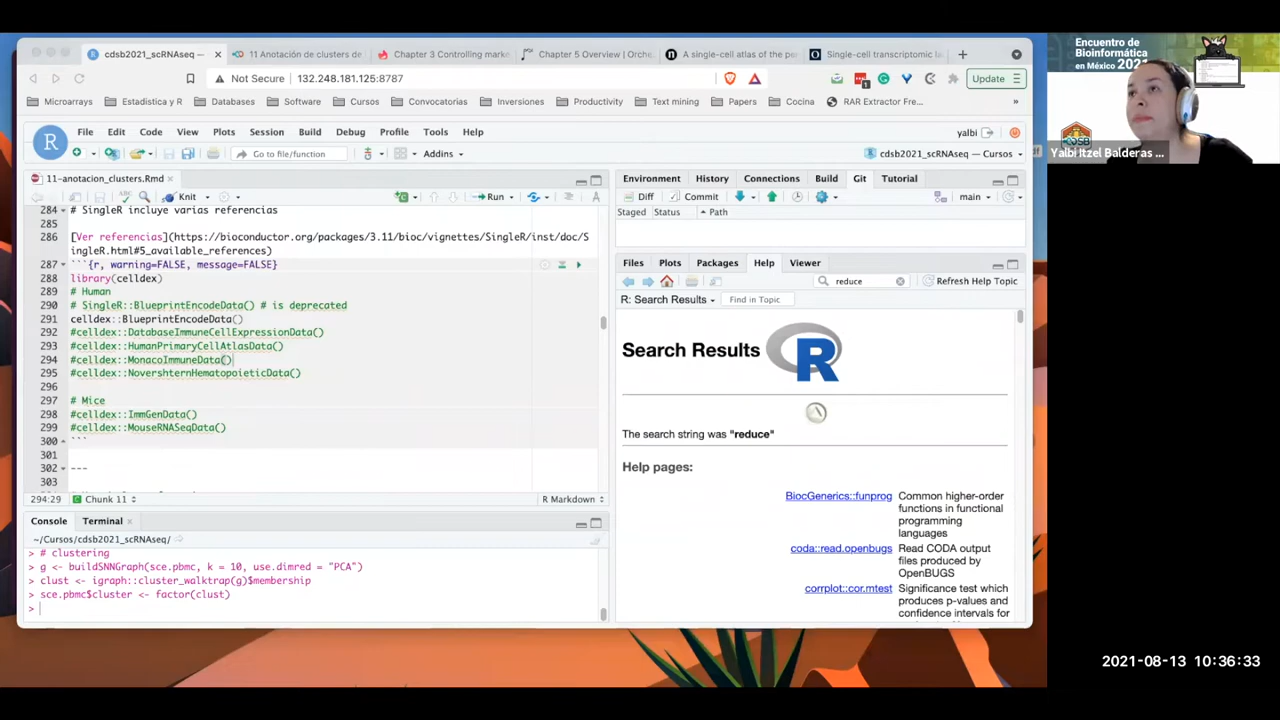 cdsb2021_scRNAseq —
11 Anotación de clusters de
Chapter 3 Controlling mark
Chapter 5 Overview | Orche
A single-cell atlas of the pe
Single-cell transcriptomic la
Not Secure
132.248.181.125:8787
Update
Microarrays
Estadística y R
Databases
Software
Cursos
Convocatorias
Inversiones
Productivity
Text mining
Papers
Cocina
RAR Extractor Fre...
»
R
File Edit Code View Plots Session Build Debug Profile Tools Help
yalbi
Go to file/function
Addins
cdsb2021_scRNAseq — Cursos
11-anotacion_clusters.Rmd
Knit
Run
284 # SingleR incluye varias referencias
285
286 [Ver referencias](https://bioconductor.org/packages/3.11/bioc/vignettes/SingleR/inst/doc/S
ingleR.html#5_available_references)
287 ```{r, warning=FALSE, message=FALSE}
288 library(celldex)
289 # Human
290 # SingleR::BlueprintEncodeData() # is deprecated
291 celldex::BlueprintEncodeData()
292 #celldex::DatabaseImmuneCellExpressionData()
293 #celldex::HumanPrimaryCellAtlasData()
294 #celldex::MonacoImmuneData()
295 #celldex::NovershternHematopoieticData()
296
297 # Mice
298 #celldex::ImmGenData()
299 #celldex::MouseRNASeqData()
300 ```
301
302 ---
303
294:29
Chunk 11
R Markdown
Console
Terminal
~/Cursos/cdsb2021_scRNAseq/
> # clustering
> g <- buildSNNGraph(sce.pbmc, k = 10, use.dimred = "PCA")
> clust <- igraph::cluster_walktrap(g)$membership
> sce.pbmc$cluster <- factor(clust)
>
Environment History Connections Build Git Tutorial
Diff
Commit
main
Staged Status Path
Files Plots Packages Help Viewer
reduce
Refresh Help Topic
R: Search Results
Find in Topic
Search Results
R
The search string was "reduce"
Help pages:
BiocGenerics::funprog Common higher-order
functions in functional
programming
languages
coda::read.openbugs Read CODA output
files produced by
OpenBUGS
corrplot::cor.mtest Significance test which
produces p-values and
confidence intervals for
Encuentro de
Bioinformática
en México 2021
Yalbi Itzel Balderas ...
2021-08-13 10:36:33